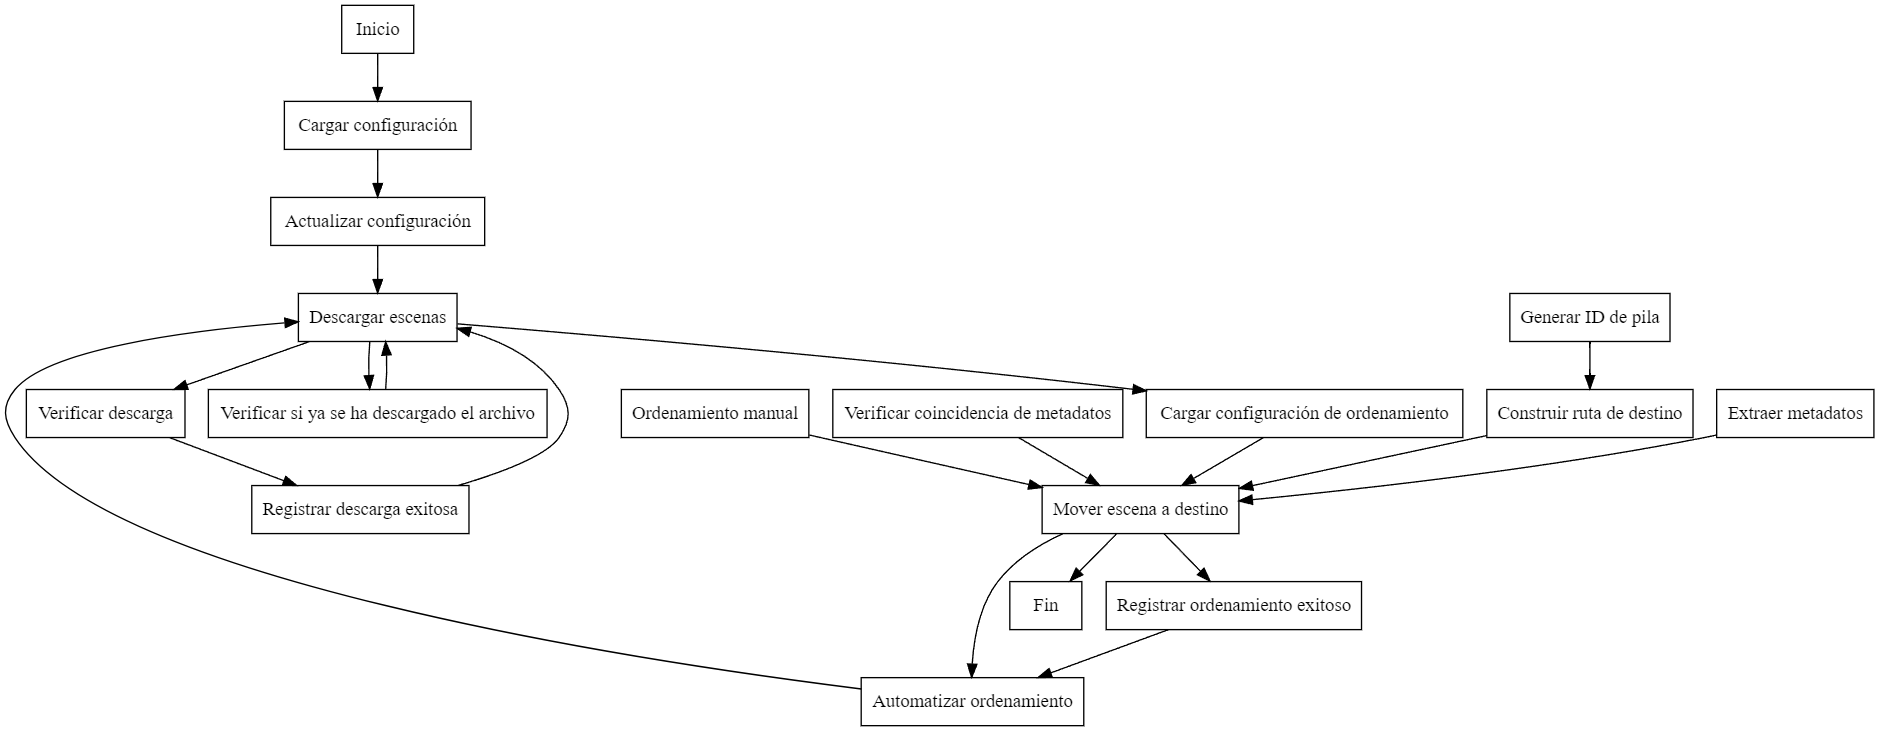 Inicio
Cargar configuración
Actualizar configuración
Descargar escenas
Generar ID de pila
Verificar descarga
Verificar si ya se ha descargado el archivo
Ordenamiento manual
Verificar coincidencia de metadatos
Cargar configuración de ordenamiento
Construir ruta de destino
Extraer metadatos
Registrar descarga exitosa
Mover escena a destino
Fin
Registrar ordenamiento exitoso
Automatizar ordenamiento